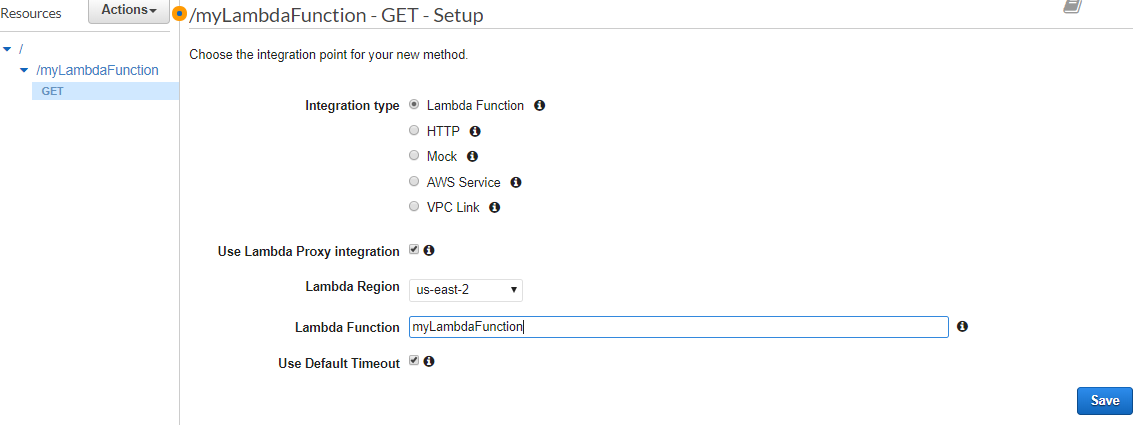 Resources
Actions
/myLambdaFunction - GET - Setup
/
/myLambdaFunction
GET
Choose the integration point for your new method.
Integration type
Lambda Function
HTTP
Mock
AWS Service
VPC Link
Use Lambda Proxy integration
Lambda Region us-east-2
Lambda Function myLambdaFunction
Use Default Timeout
Save